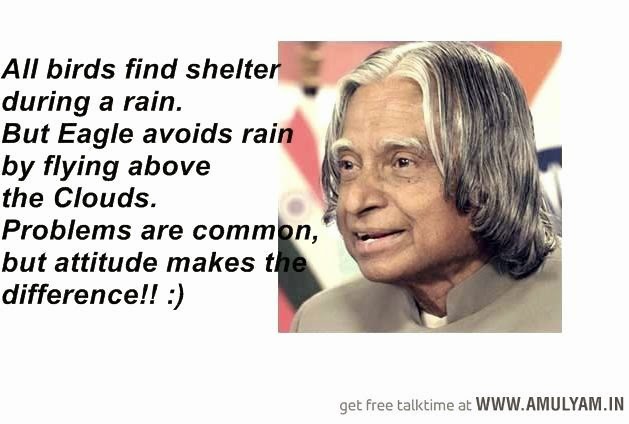 All birds find shelter
during a rain.
But Eagle avoids rain
by flying above
the Clouds.
Problems are common,
but attitude makes the
difference!! :)
get free talktime at WWW.AMULYAM.IN